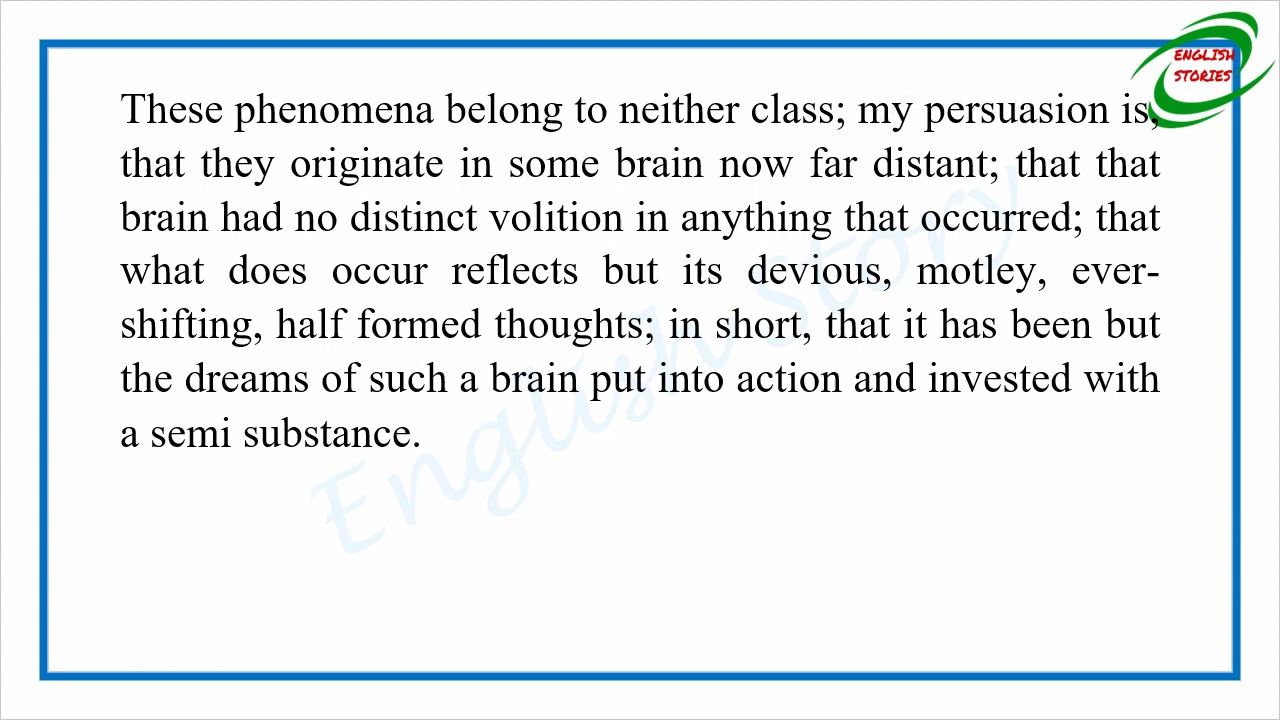 ENGLISH
STORIES
These phenomena belong to neither class; my persuasion is,
that they originate in some brain now far distant; that that
brain had no distinct volition in anything that occurred; that
what does occur reflects but its devious, motley, ever-
shifting, half formed thoughts; in short, that it has been but
the dreams of such a brain put into action and invested with
a semi substance.
English Story